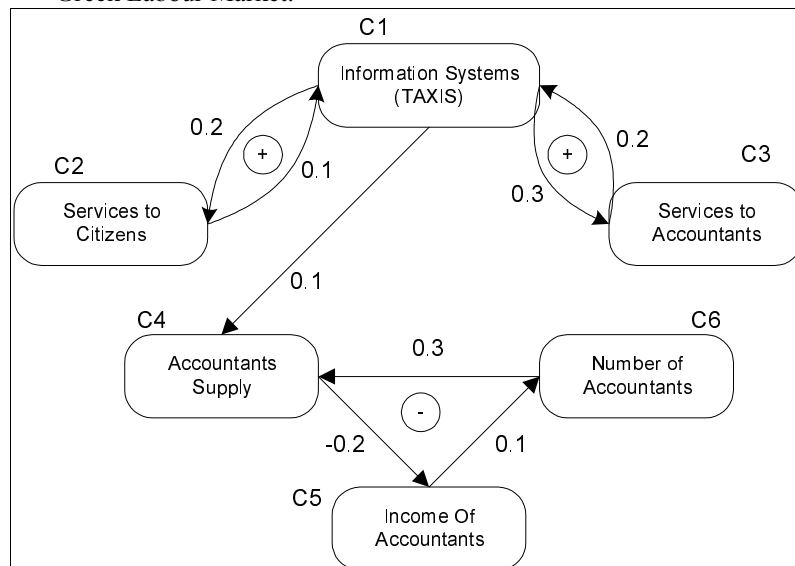 Greek Labour Market.
C1
Information Systems
(TAXIS)
0.2
+
0.1
+
0.2
0.3
C2
Services to
Citizens
C3
Services to
Accountants
0.1
C4
Accountants
Supply
0.3
C6
Number of
Accountants
-
-0.2
0.1
C5
Income Of
Accountants